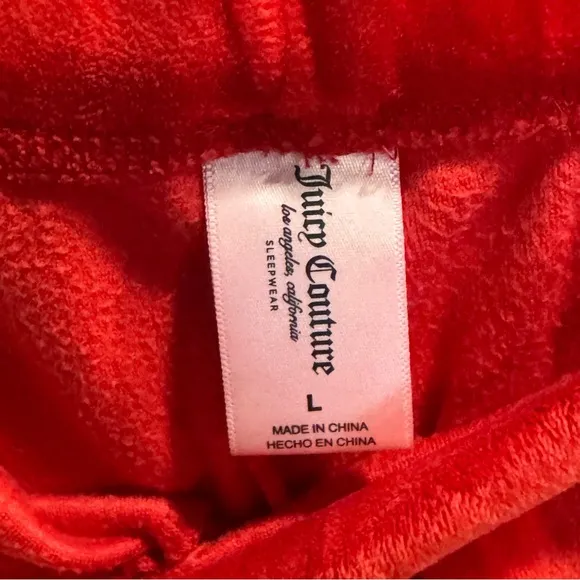 Juicy Couture
los angeles, california
SLEEPWEAR
L
MADE IN CHINA
HECHO EN CHINA